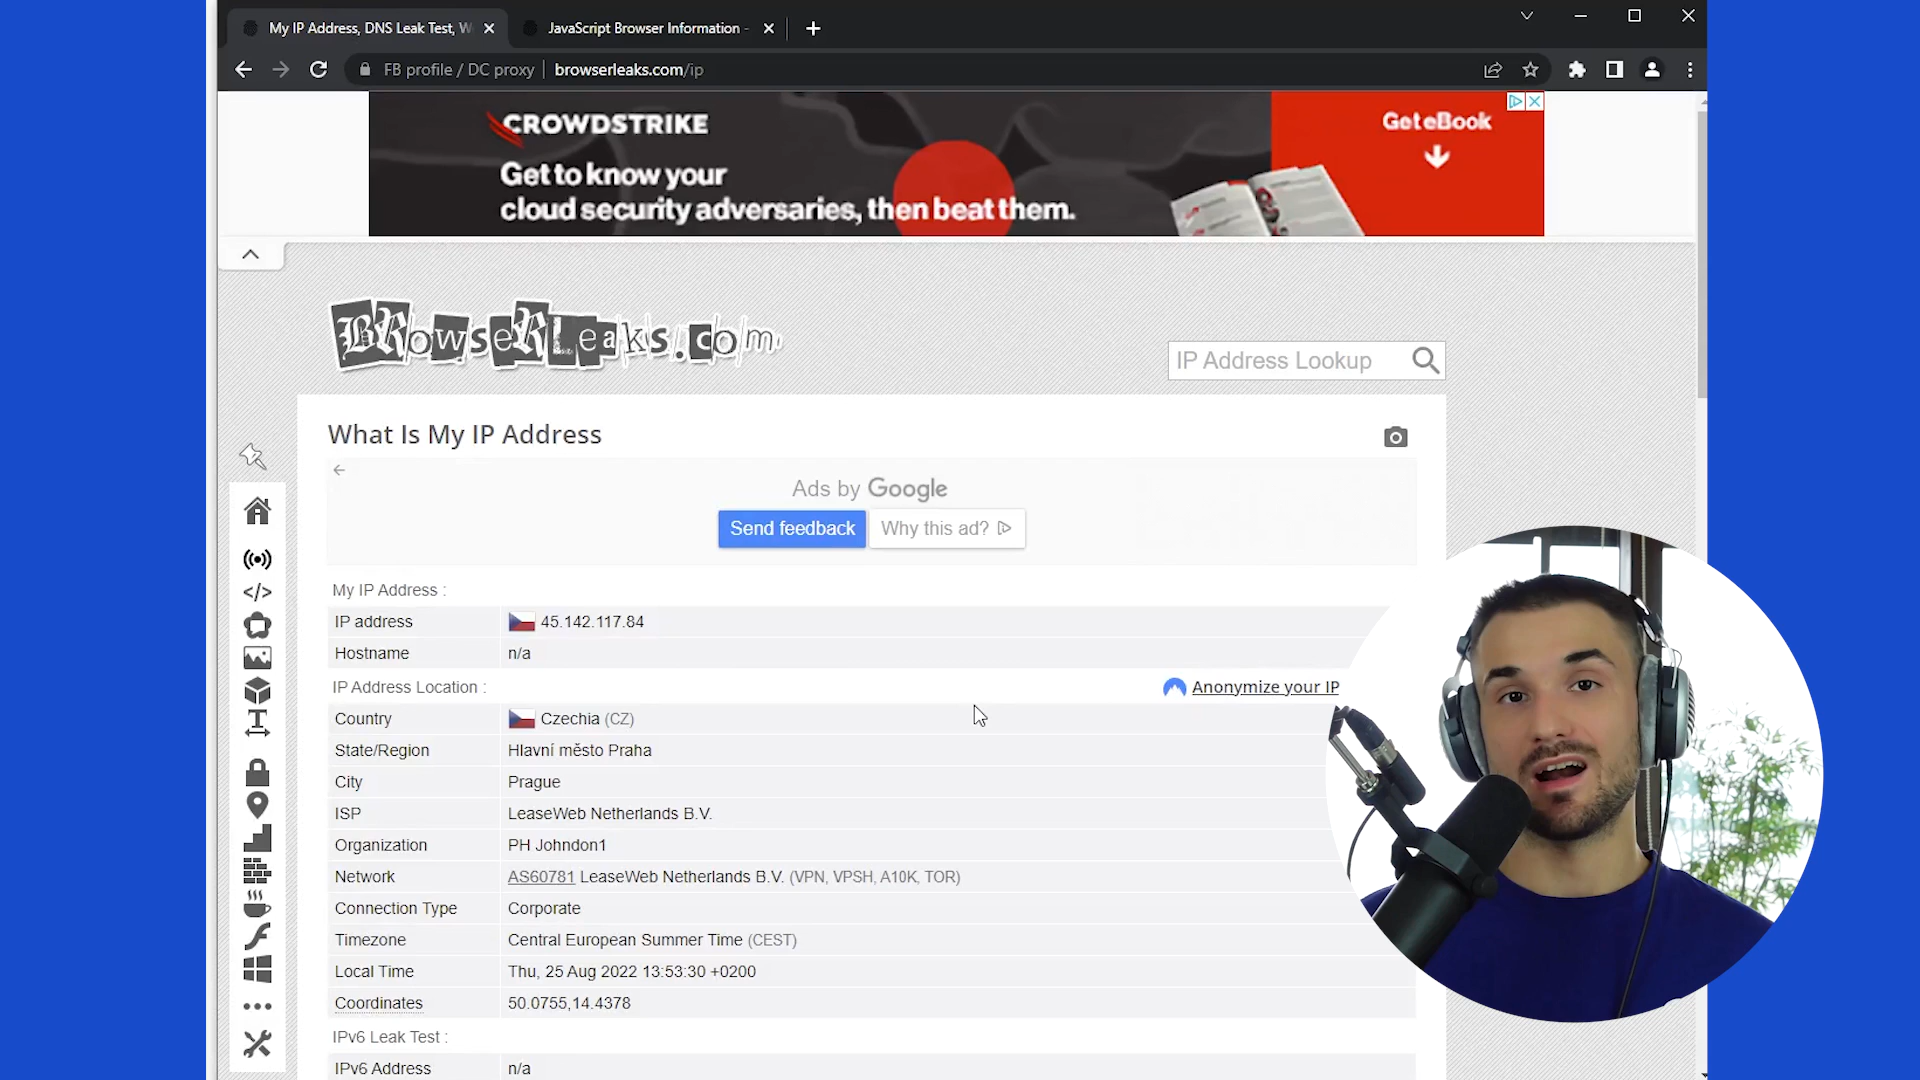 My IP Address, DNS Leak Test, W
JavaScript Browser Information -
FB profile / DC proxy
browserleaks.com/ip
CROWDSTRIKE
Get to know your
cloud security adversaries, then beat them.
Get eBook
BRowseRLeaks.com
IP Address Lookup
What Is My IP Address
Ads by Google
Send feedback
Why this ad?
My IP Address :
IP address 45.142.117.84
Hostname n/a
IP Address Location : Anonymize your IP
Country Czechia (CZ)
State/Region Hlavní město Praha
City Prague
ISP LeaseWeb Netherlands B.V.
Organization PH Johndon1
Network AS60781 LeaseWeb Netherlands B.V. (VPN, VPSH, A10K, TOR)
Connection Type Corporate
Timezone Central European Summer Time (CEST)
Local Time Thu, 25 Aug 2022 13:53:30 +0200
Coordinates 50.0755,14.4378
IPv6 Leak Test :
IPv6 Address n/a